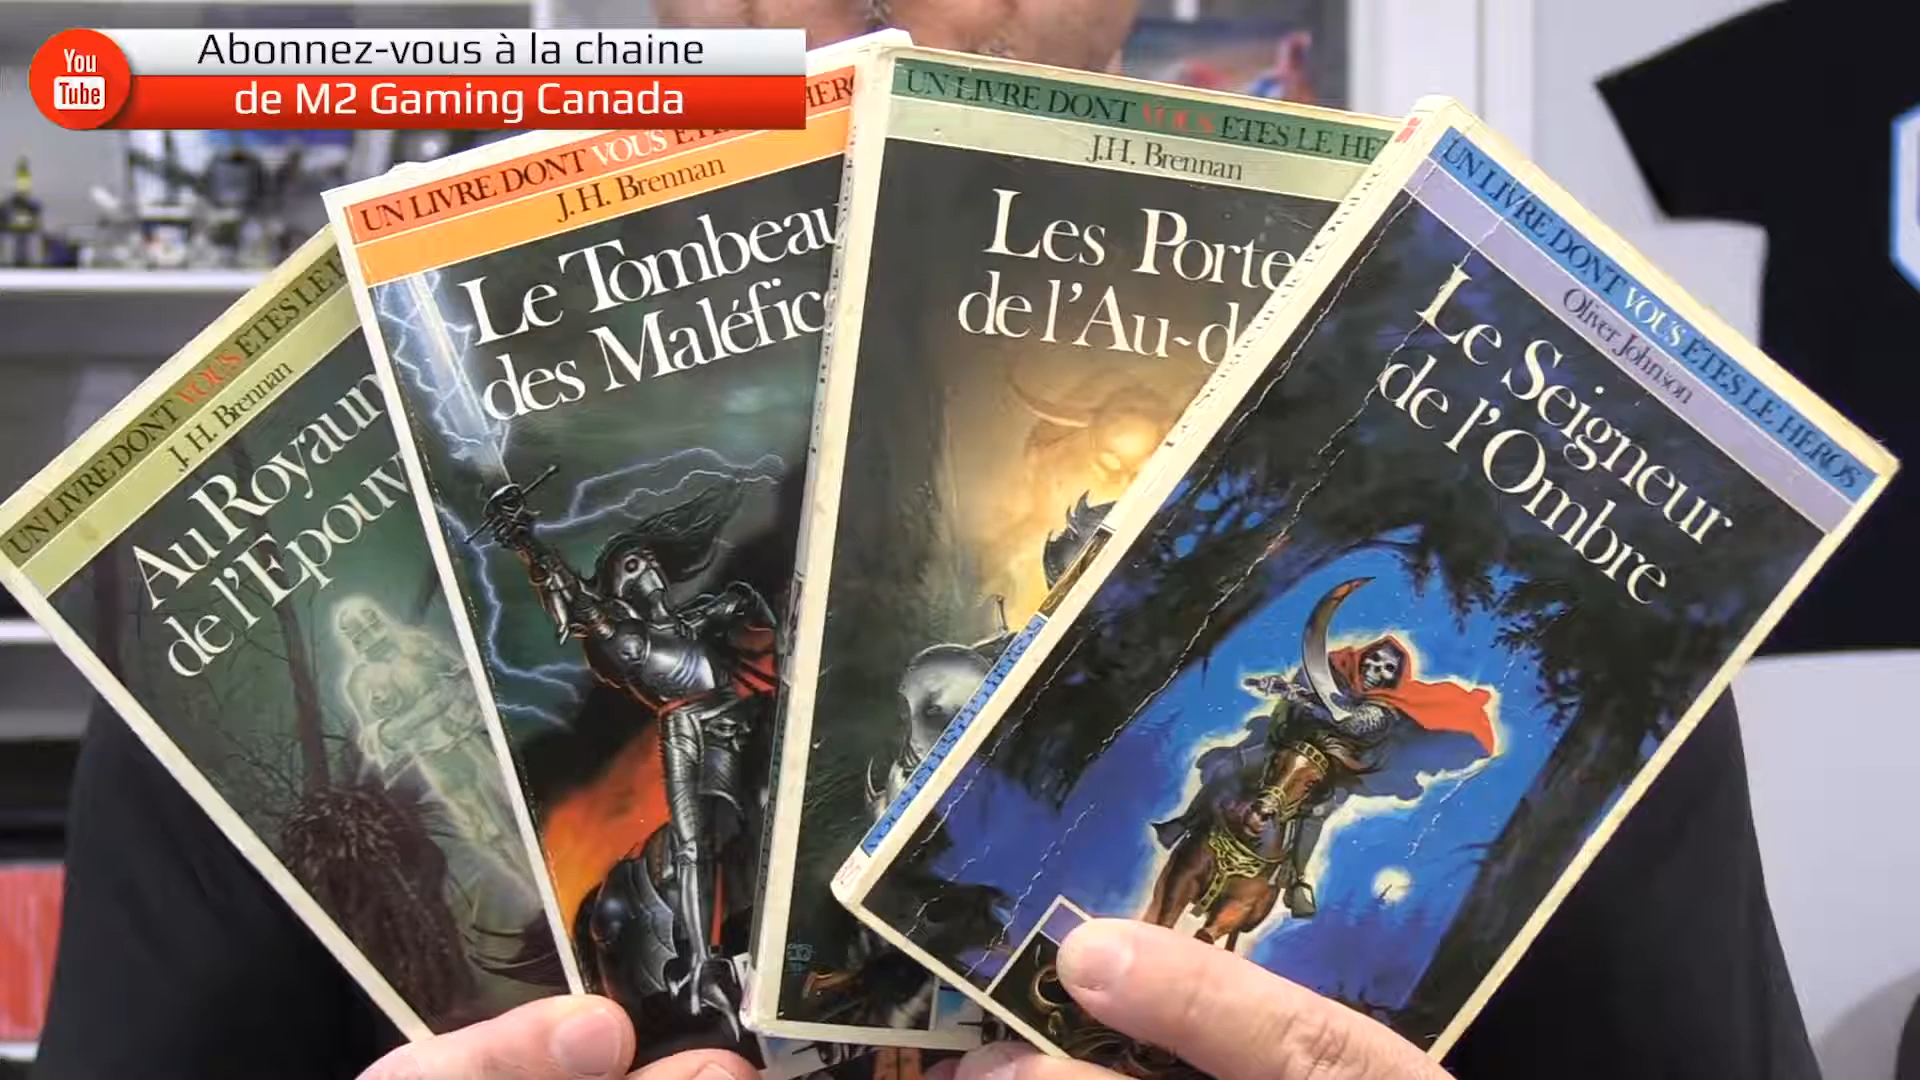 You
Tube
Abonnez-vous à la chaine
de M2 Gaming Canada
UN LIVRE DONT VOUS ETES LE
J.H. Brennan
Au Royaum
de l'Epouv
UN LIVRE DONT VOUS
J.H. Brennan
Le Tombeau
des Maléfic
UN LIVRE DONT VOUS ETES LE HE
J.H. Brennan
Les Porte
de l'Au-d
UN LIVRE DONT VOUS ETES LE HEROS
Oliver Johnson
Le Seigneur
de l'Ombre